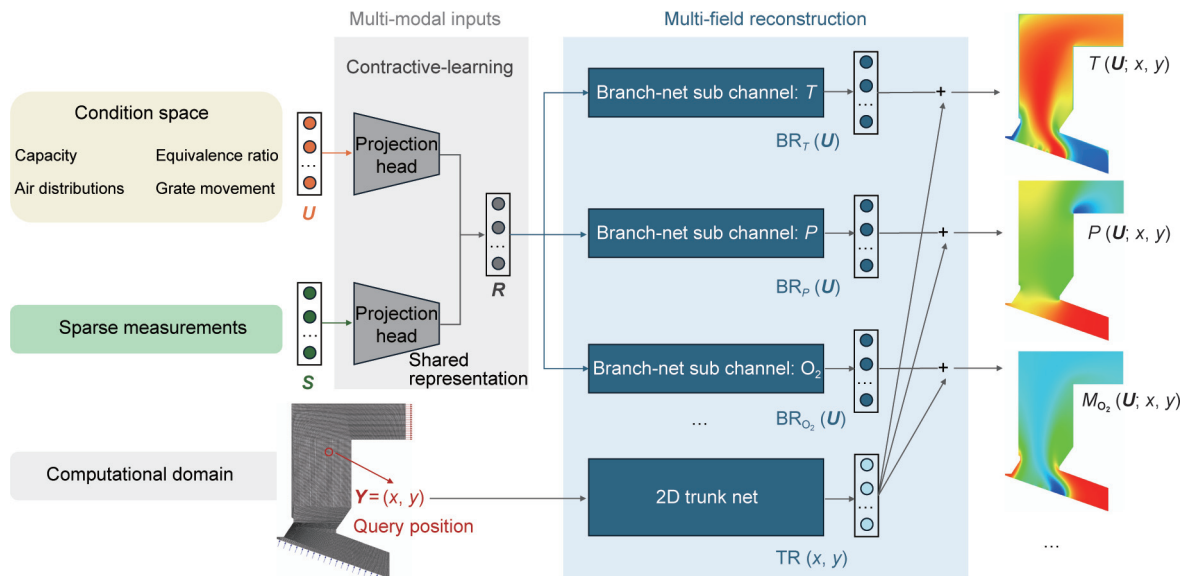 Multi-modal inputs
Multi-field reconstruction
Contractive-learning
Condition space
Capacity
Equivalence ratio
Air distributions
Grate movement
U
Projection
head
R
Sparse measurements
S
Projection
head
Shared
representation
Computational domain
Y = (x, y)
Query position
Branch-net sub channel: T
...
BR_T (U)
+
T (U; x, y)
Branch-net sub channel: P
...
BR_P (U)
+
P (U; x, y)
Branch-net sub channel: O₂
...
BR_O₂ (U)
+
M_O₂ (U; x, y)
...
2D trunk net
...
TR (x, y)
...